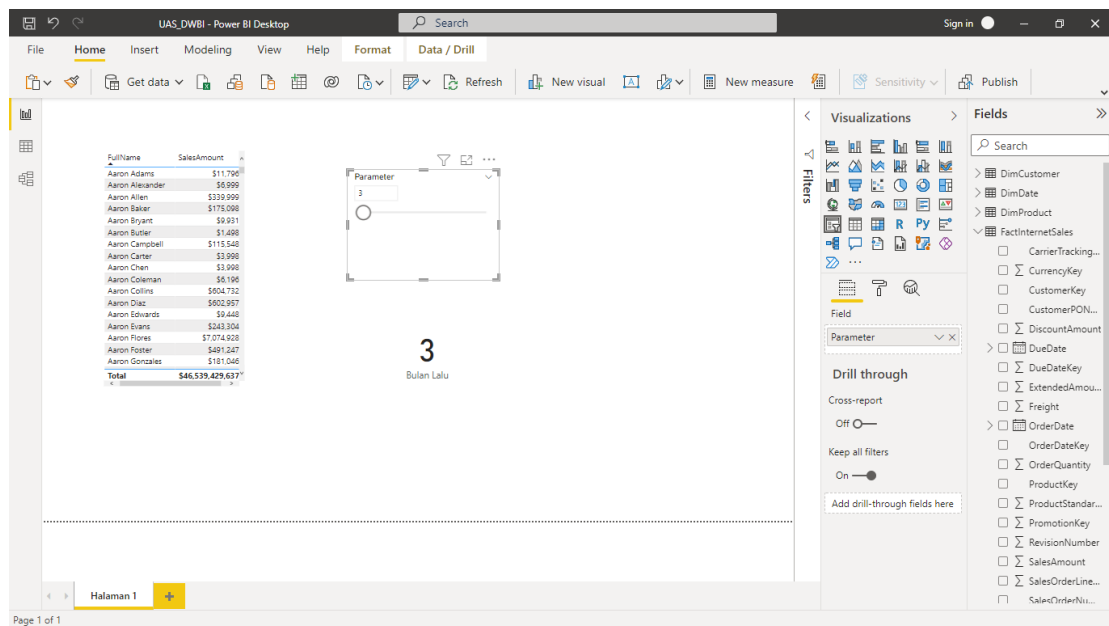 UAS_DWBI - Power BI Desktop
Search
Sign in
File Home Insert Modeling View Help Format Data / Drill
Get data
Refresh
New visual
New measure
Sensitivity
Publish
FullName SalesAmount
Aaron Adams $11,796
Aaron Alexander $6,999
Aaron Allen $339,999
Aaron Baker $175,098
Aaron Bryant $9,931
Aaron Butler $1,498
Aaron Campbell $115,548
Aaron Carter $3,998
Aaron Chen $3,998
Aaron Coleman $6,196
Aaron Collins $604,732
Aaron Diaz $602,957
Aaron Edwards $9,448
Aaron Evans $243,304
Aaron Flores $7,074,928
Aaron Foster $491,247
Aaron Gonzales $181,046
Total $46,539,429,637
Parameter
3
3
Bulan Lalu
Filters
Visualizations
123
R Py
Field
Parameter
Drill through
Cross-report
Off
Keep all filters
On
Add drill-through fields here
Fields
Search
DimCustomer
DimDate
DimProduct
FactInternetSales
CarrierTracking...
CurrencyKey
CustomerKey
CustomerPON...
DiscountAmount
DueDate
DueDateKey
ExtendedAmou...
Freight
OrderDate
OrderDateKey
OrderQuantity
ProductKey
ProductStandar...
PromotionKey
RevisionNumber
SalesAmount
SalesOrderLine...
SalesOrderNu...
Halaman 1
Page 1 of 1